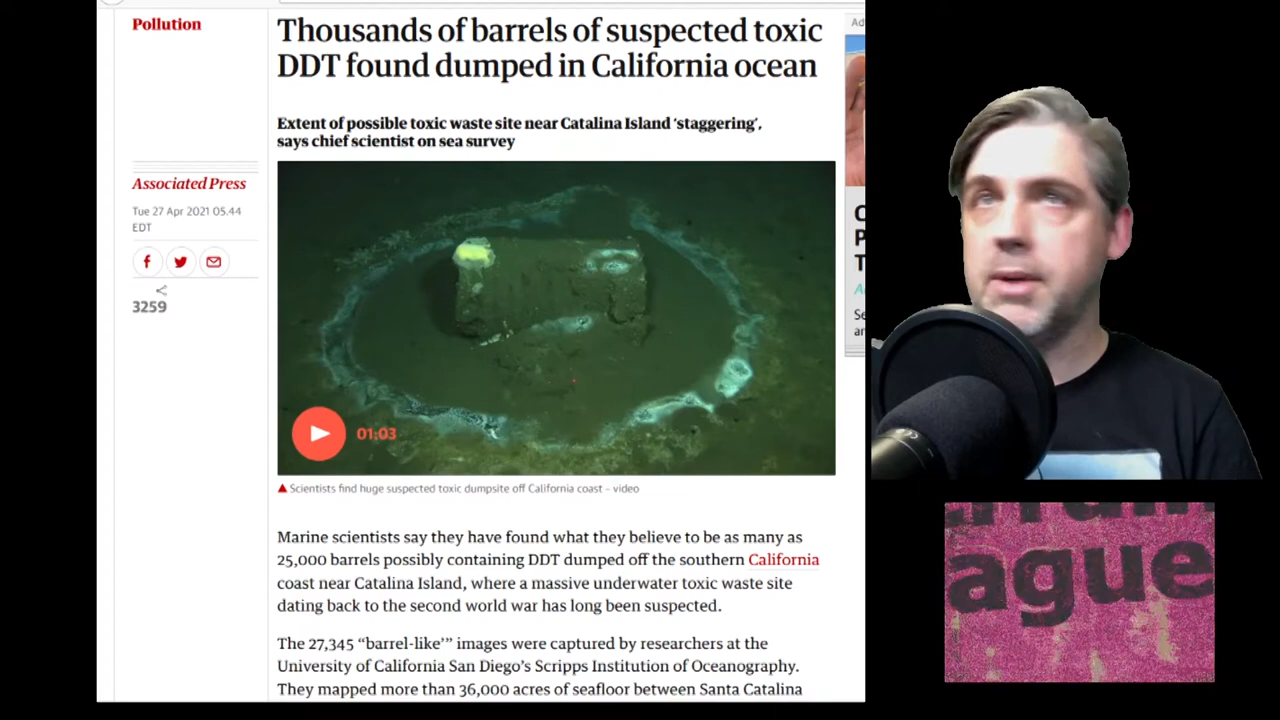 Pollution
Thousands of barrels of suspected toxic
DDT found dumped in California ocean
Extent of possible toxic waste site near Catalina Island ‘staggering’,
says chief scientist on sea survey
Associated Press
Tue 27 Apr 2021 05.44
EDT
3259
01:03
Scientists find huge suspected toxic dumpsite off California coast – video
Marine scientists say they have found what they believe to be as many as
25,000 barrels possibly containing DDT dumped off the southern California
coast near Catalina Island, where a massive underwater toxic waste site
dating back to the second world war has long been suspected.
The 27,345 “barrel-like’” images were captured by researchers at the
University of California San Diego’s Scripps Institution of Oceanography.
They mapped more than 36,000 acres of seafloor between Santa Catalina
Ad
ague